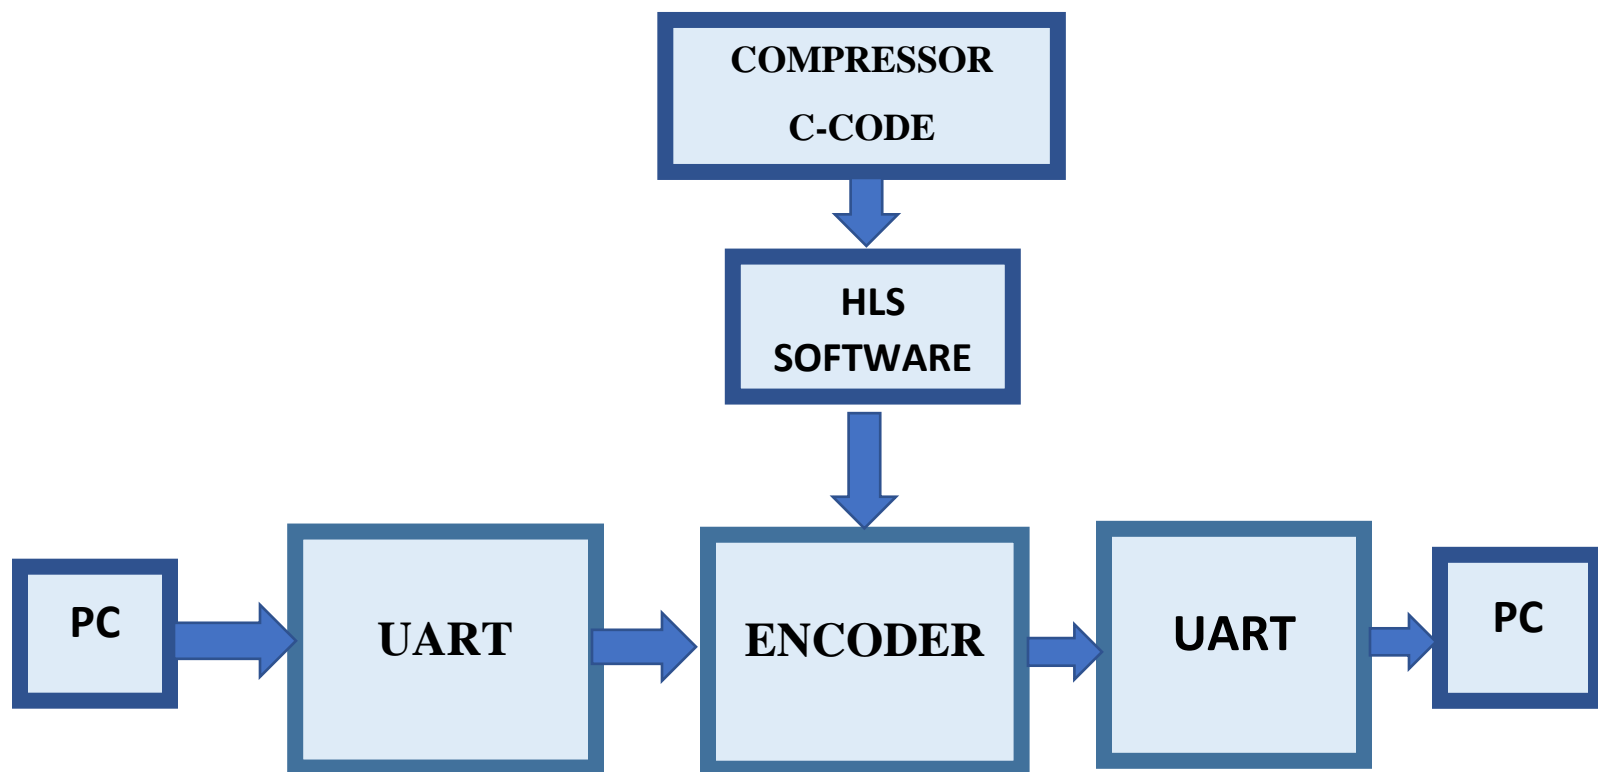 COMPRESSOR
C-CODE
HLS
SOFTWARE
PC
UART
ENCODER
UART
PC